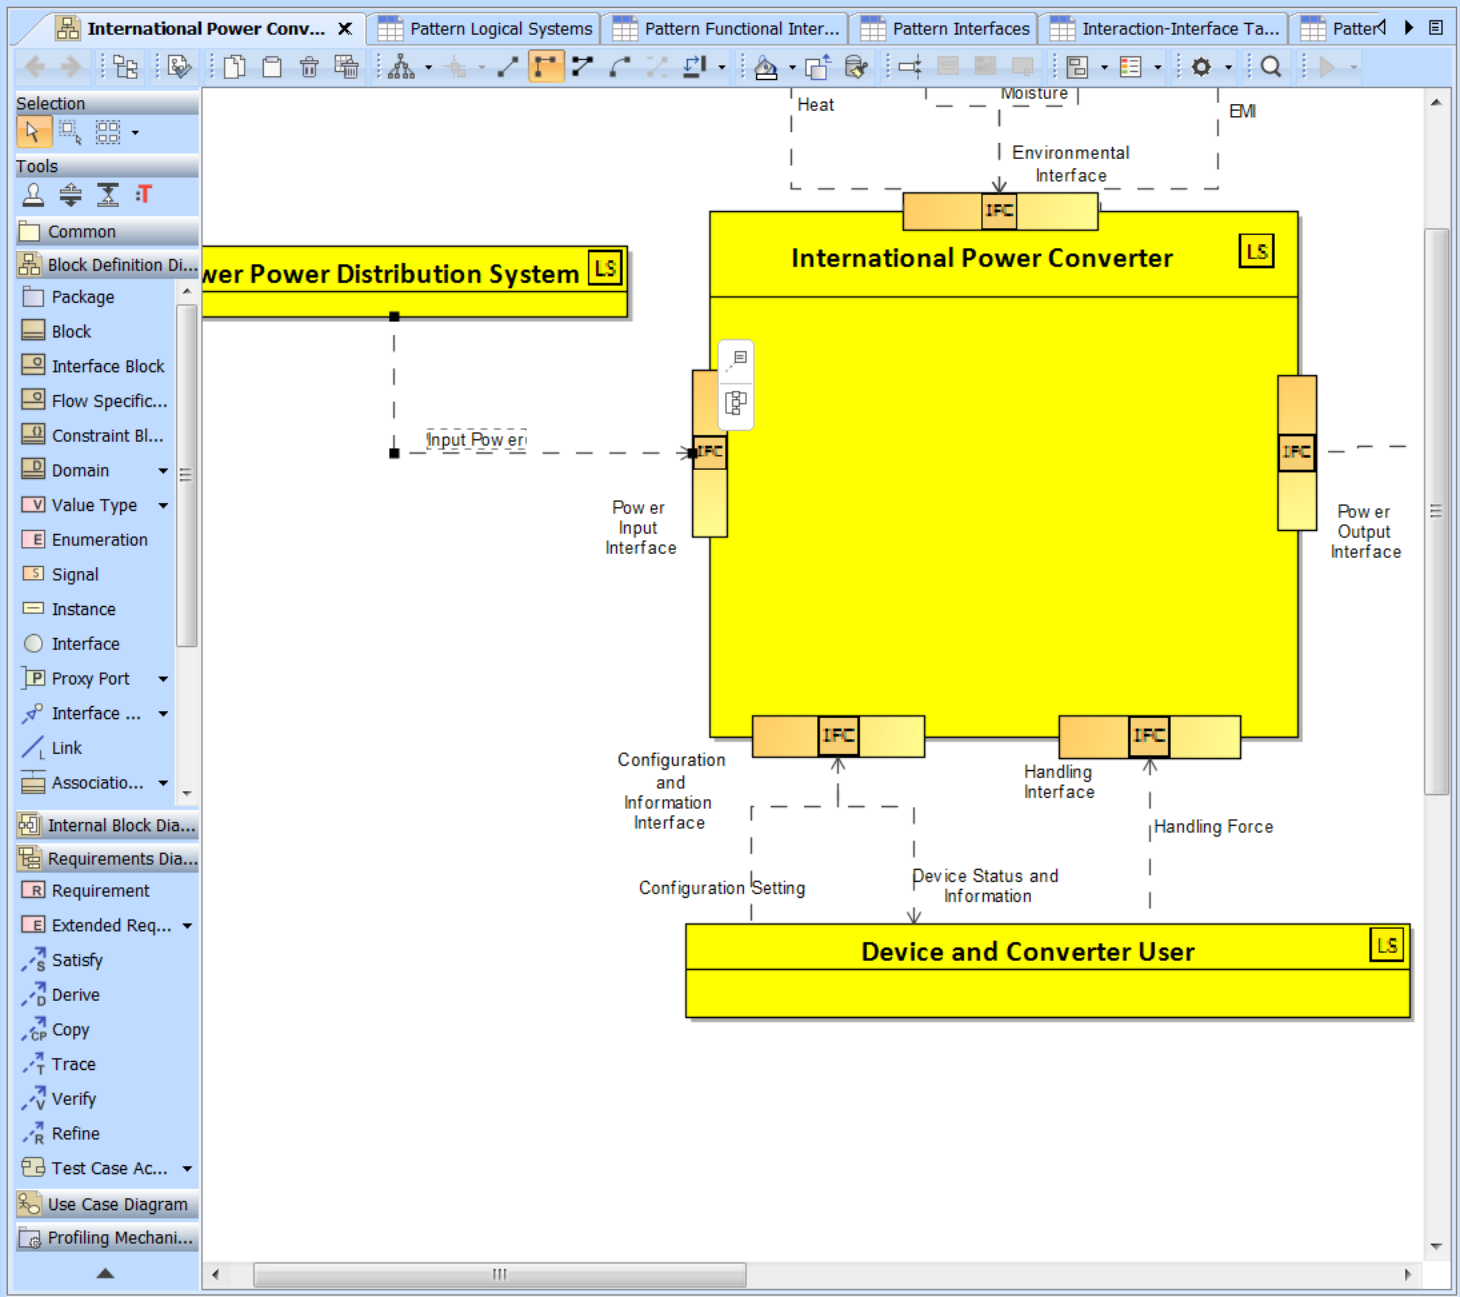 International Power Conv...
Pattern Logical Systems
Pattern Functional Inter...
Pattern Interfaces
Interaction-Interface Ta...
Patter
Selection
Tools
:T
Common
Block Definition Di...
Package
Block
Interface Block
Flow Specific...
Constraint Bl...
Domain
Value Type
Enumeration
Signal
Instance
Interface
Proxy Port
Interface ...
Link
Associatio...
Internal Block Dia...
Requirements Dia...
Requirement
Extended Req...
Satisfy
Derive
Copy
Trace
Verify
Refine
Test Case Ac...
Use Case Diagram
Profiling Mechani...
Heat
Moisture
EMI
Environmental
Interface
IFC
International Power Converter
LS
wer Power Distribution System
LS
Input Power
IFC
Power
Input
Interface
IFC
Power
Output
Interface
IFC
IFC
Configuration
and
Information
Interface
Handling
Interface
Handling Force
Configuration Setting
Device Status and
Information
Device and Converter User
LS